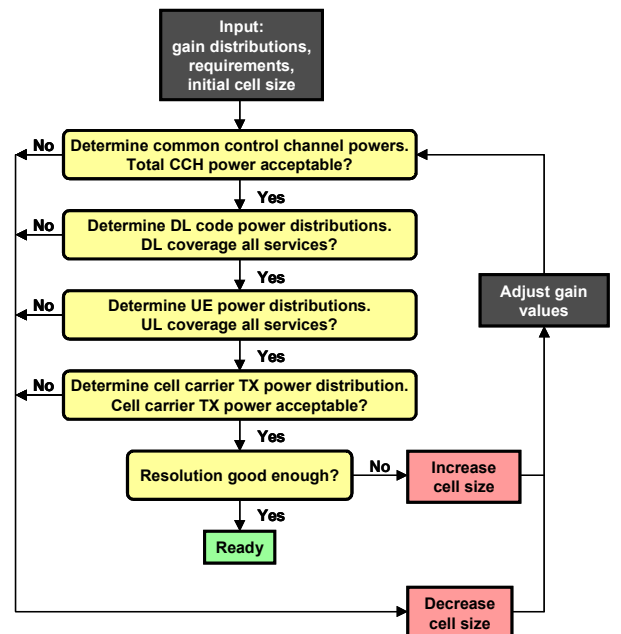 Input:
gain distributions,
requirements,
initial cell size
No
Determine common control channel powers.
Total CCH power acceptable?
Yes
No
Determine DL code power distributions.
DL coverage all services?
Yes
Adjust gain
values
No
Determine UE power distributions.
UL coverage all services?
Yes
No
Determine cell carrier TX power distribution.
Cell carrier TX power acceptable?
Yes
Resolution good enough?
No
Increase
cell size
Yes
Ready
Decrease
cell size